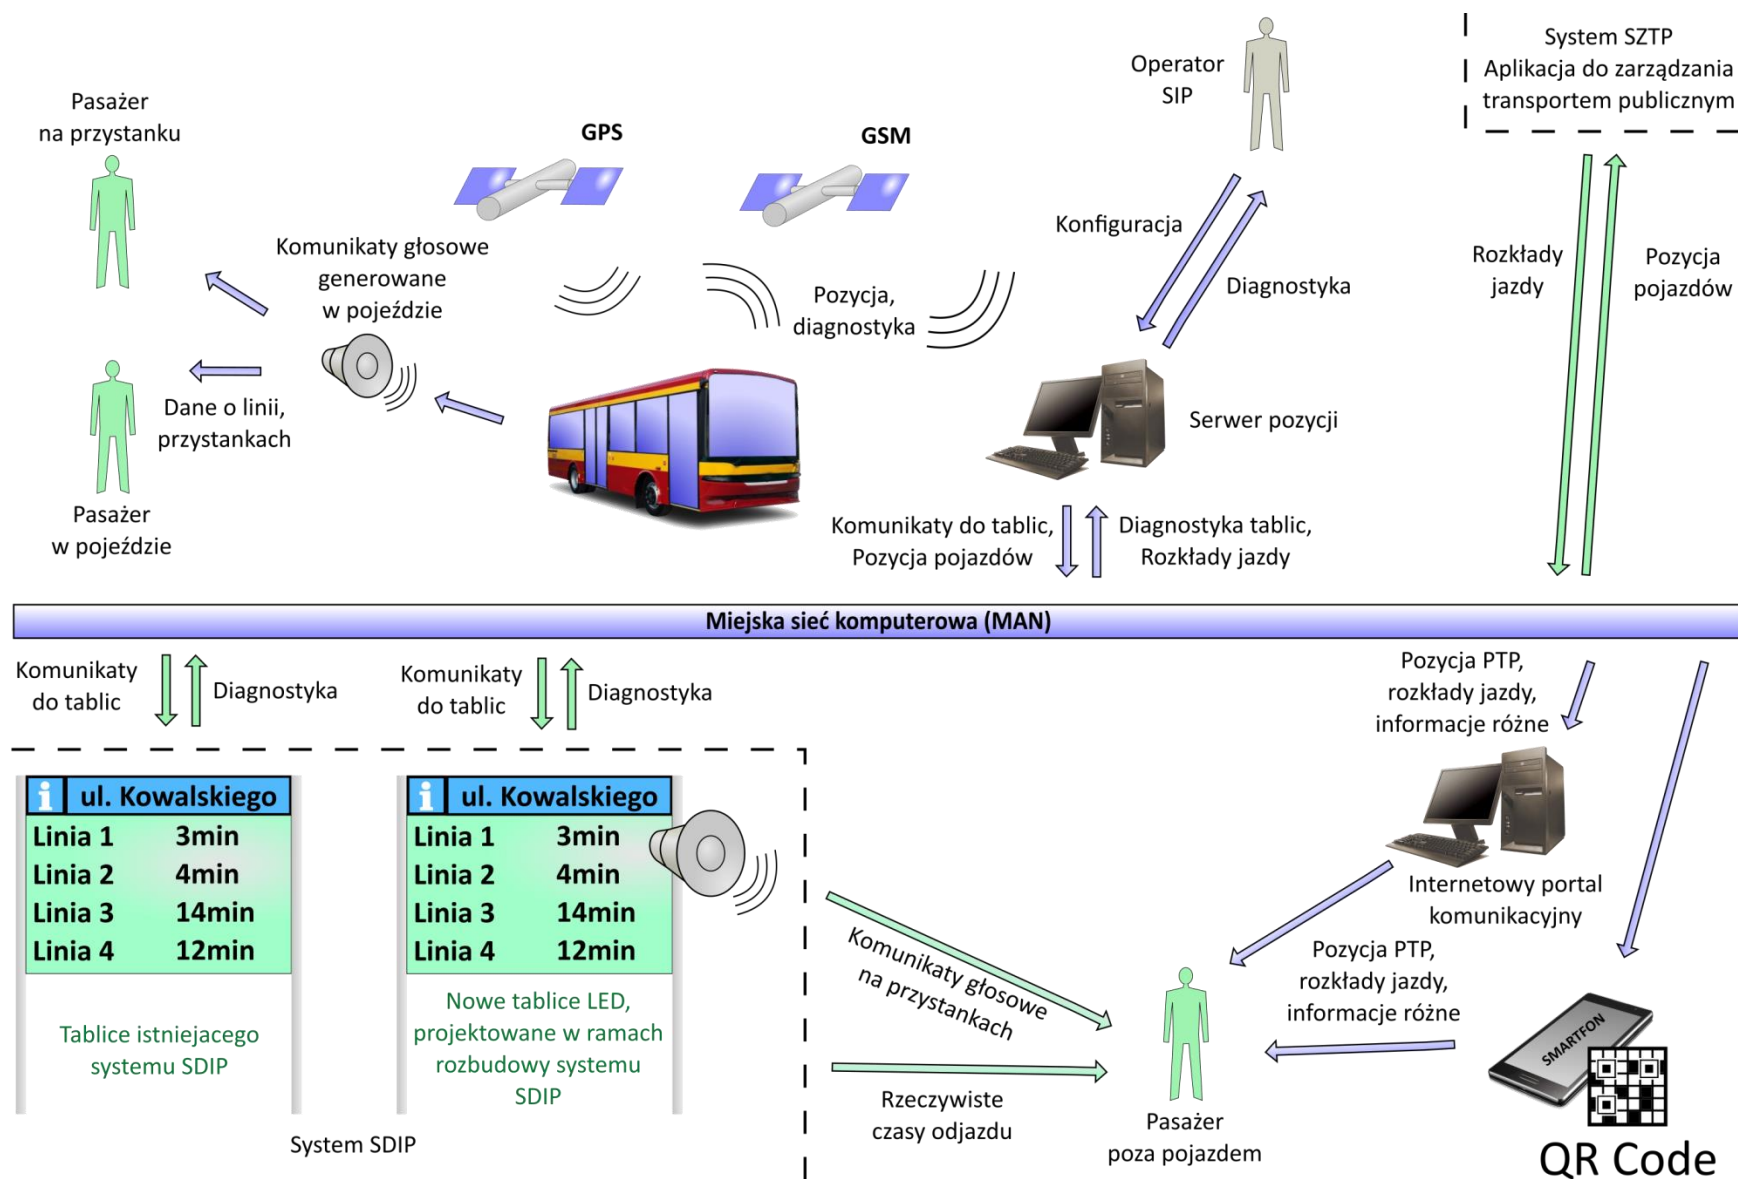 Pasażer
na przystanku
GPS
GSM
Operator
SIP
System SZTP
Aplikacja do zarządzania
transportem publicznym
Komunikaty głosowe
generowane
w pojeździe
Pozycja,
diagnostyka
Konfiguracja
Diagnostyka
Rozkłady
jazdy
Pozycja
pojazdów
Dane o linii,
przystankach
Serwer pozycji
Pasażer
w pojeździe
Komunikaty do tablic,
Pozycja pojazdów
Diagnostyka tablic,
Rozkłady jazdy
Miejska sieć komputerowa (MAN)
Komunikaty
do tablic
Diagnostyka
Komunikaty
do tablic
Diagnostyka
Pozycja PTP,
rozkłady jazdy,
informacje różne
i ul. Kowalskiego
Linia 1 3min
Linia 2 4min
Linia 3 14min
Linia 4 12min
Tablice istniejacego
systemu SDIP
i ul. Kowalskiego
Linia 1 3min
Linia 2 4min
Linia 3 14min
Linia 4 12min
Nowe tablice LED,
projektowane w ramach
rozbudowy systemu
SDIP
System SDIP
Internetowy portal
komunikacyjny
Komunikaty głosowe
na przystankach
Pozycja PTP,
rozkłady jazdy,
informacje różne
SMARTFON
Rzeczywiste
czasy odjazdu
Pasażer
poza pojazdem
QR Code